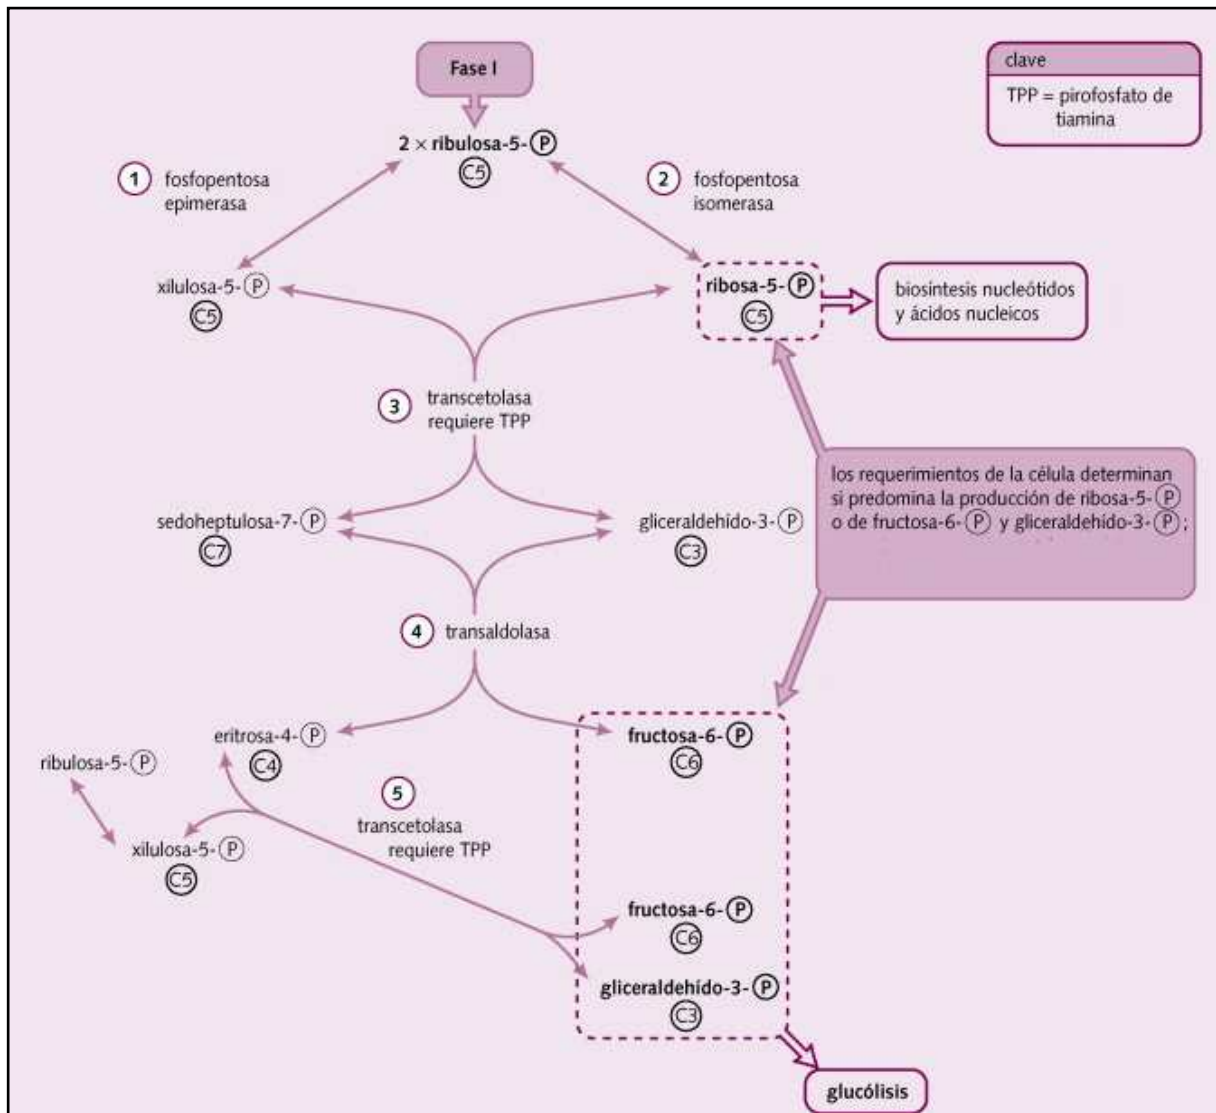 Fase I
clave
TPP = pirofosfato de
tiamina
2 × ribulosa-5-P
C5
1 fosfopentosa
epimerasa
2 fosfopentosa
isomerasa
xilulosa-5-P
C5
ribosa-5-P
C5
biosíntesis nucleótidos
y ácidos nucleicos
3 transcetolasa
requiere TPP
los requerimientos de la célula determinan
si predomina la producción de ribosa-5-P
o de fructosa-6-P y gliceraldehído-3-P;
sedoheptulosa-7-P
C7
gliceraldehído-3-P
C3
4 transaldolasa
eritrosa-4-P
C4
fructosa-6-P
C6
ribulosa-5-P
5
transcetolasa
requiere TPP
xilulosa-5-P
C5
fructosa-6-P
C6
gliceraldehído-3-P
C3
glucólisis